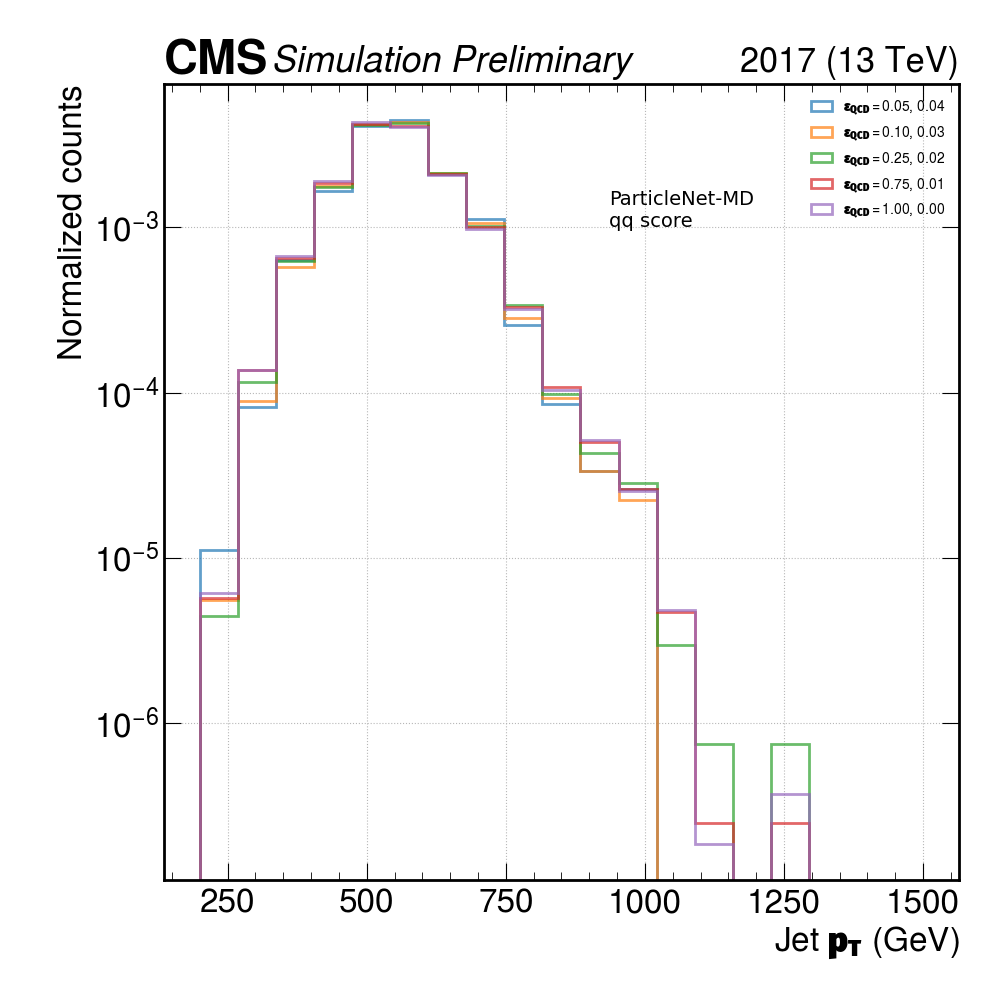 CMS Simulation Preliminary 2017 (13 TeV)
Normalized counts
10⁻³
10⁻⁴
10⁻⁵
10⁻⁶
ε_QCD = 0.05, 0.04
ε_QCD = 0.10, 0.03
ε_QCD = 0.25, 0.02
ε_QCD = 0.75, 0.01
ε_QCD = 1.00, 0.00
ParticleNet-MD
qq score
250 500 750 1000 1250 1500
Jet p_T (GeV)